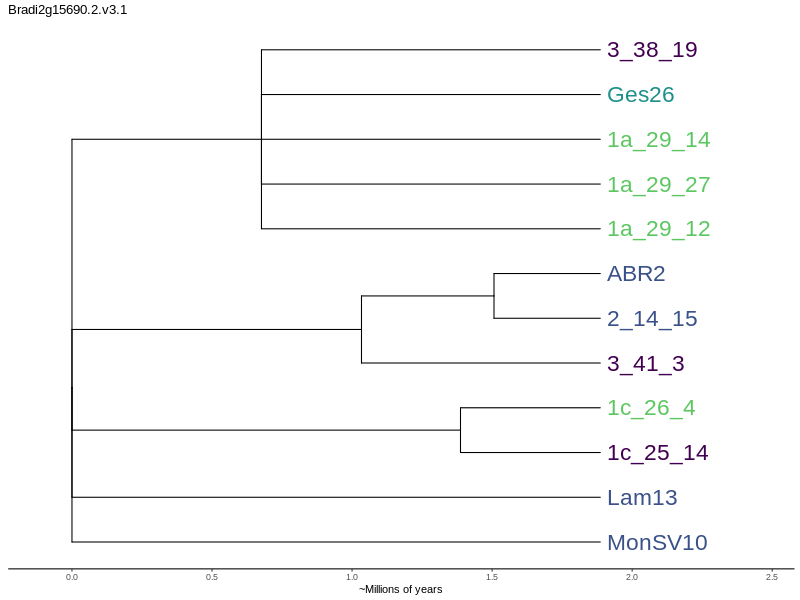 Bradi2g15690.2.v3.1
3_38_19
Ges26
1a_29_14
1a_29_27
1a_29_12
ABR2
2_14_15
3_41_3
1c_26_4
1c_25_14
Lam13
MonSV10
0.0 0.5 1.0 1.5 2.0 2.5
~Millions of years